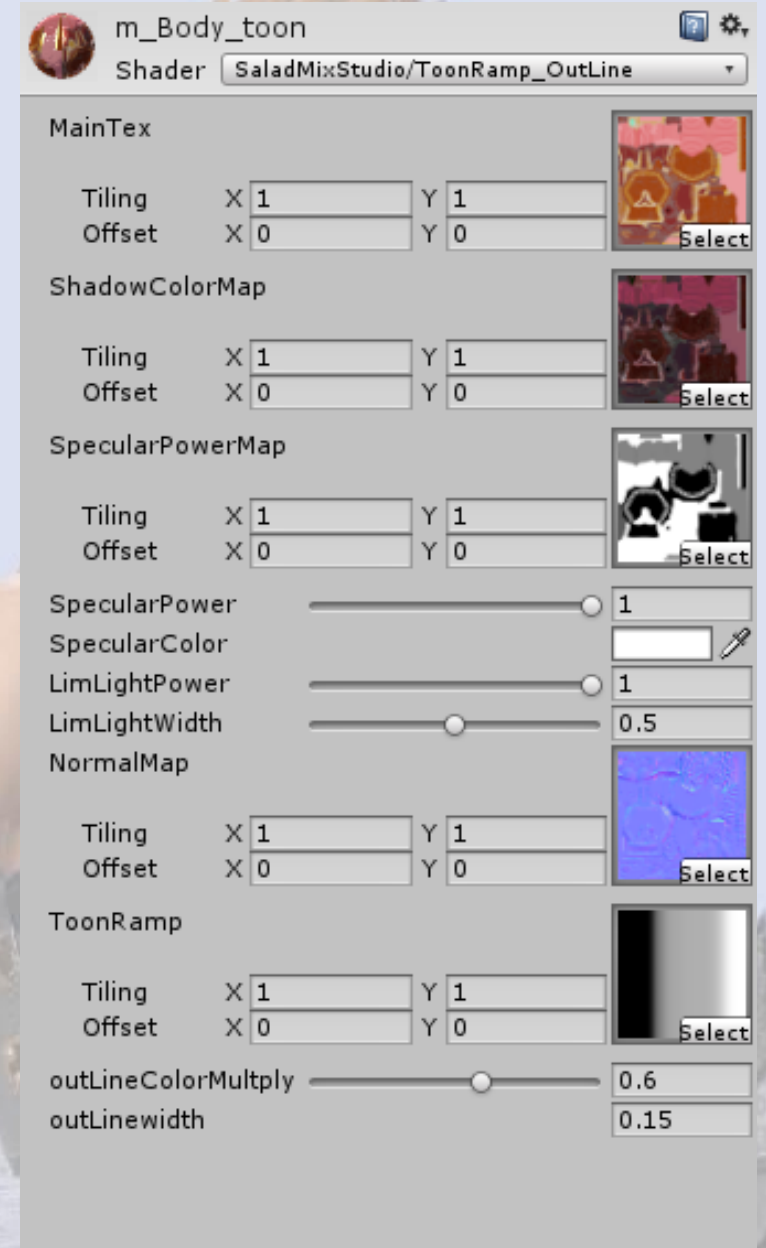 m_Body_toon
Shader SaladMixStudio/ToonRamp_OutLine
MainTex
Tiling X 1 Y 1
Offset X 0 Y 0
Select
ShadowColorMap
Tiling X 1 Y 1
Offset X 0 Y 0
Select
SpecularPowerMap
Tiling X 1 Y 1
Offset X 0 Y 0
Select
SpecularPower 1
SpecularColor
LimLightPower 1
LimLightWidth 0.5
NormalMap
Tiling X 1 Y 1
Offset X 0 Y 0
Select
ToonRamp
Tiling X 1 Y 1
Offset X 0 Y 0
Select
outLineColorMultply 0.6
outLinewidth 0.15